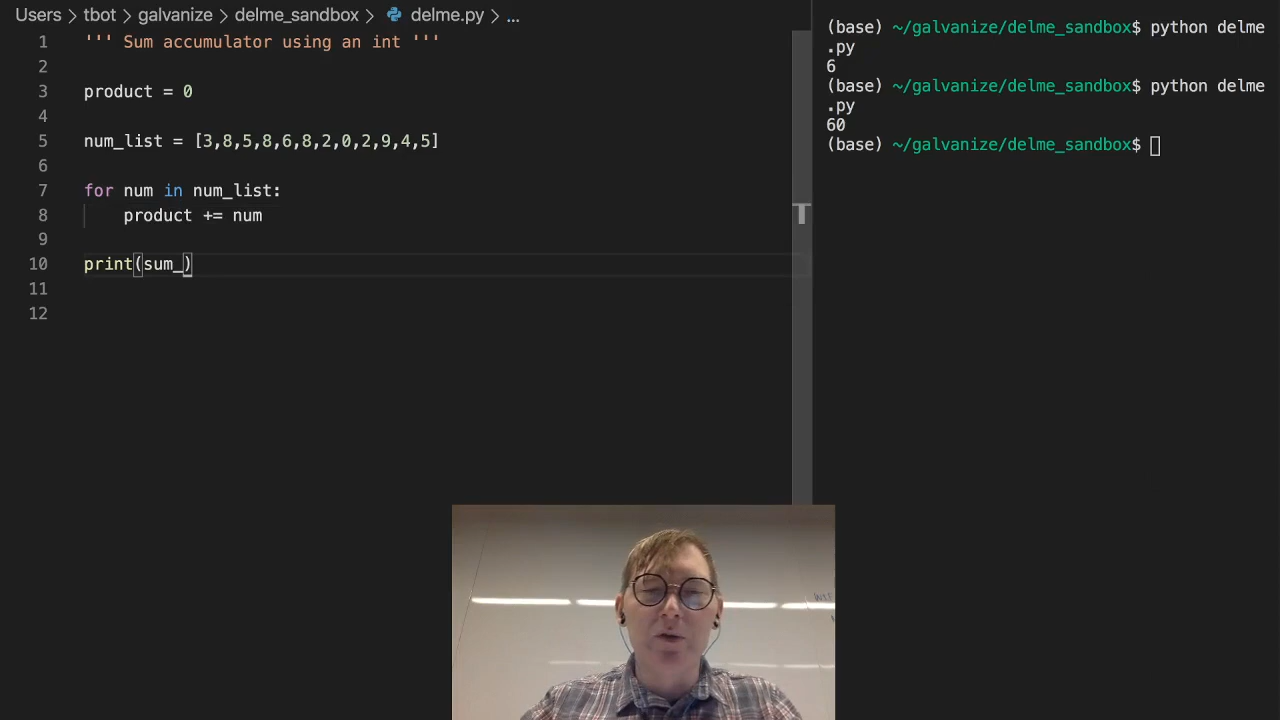 Users > tbot > galvanize > delme_sandbox > delme.py > ...
1 ''' Sum accumulator using an int '''
2
3 product = 0
4
5 num_list = [3,8,5,8,6,8,2,0,2,9,4,5]
6
7 for num in num_list:
8 product += num
9
10 print(sum_)
11
12
(base) ~/galvanize/delme_sandbox$ python delme
.py
6
(base) ~/galvanize/delme_sandbox$ python delme
.py
60
(base) ~/galvanize/delme_sandbox$